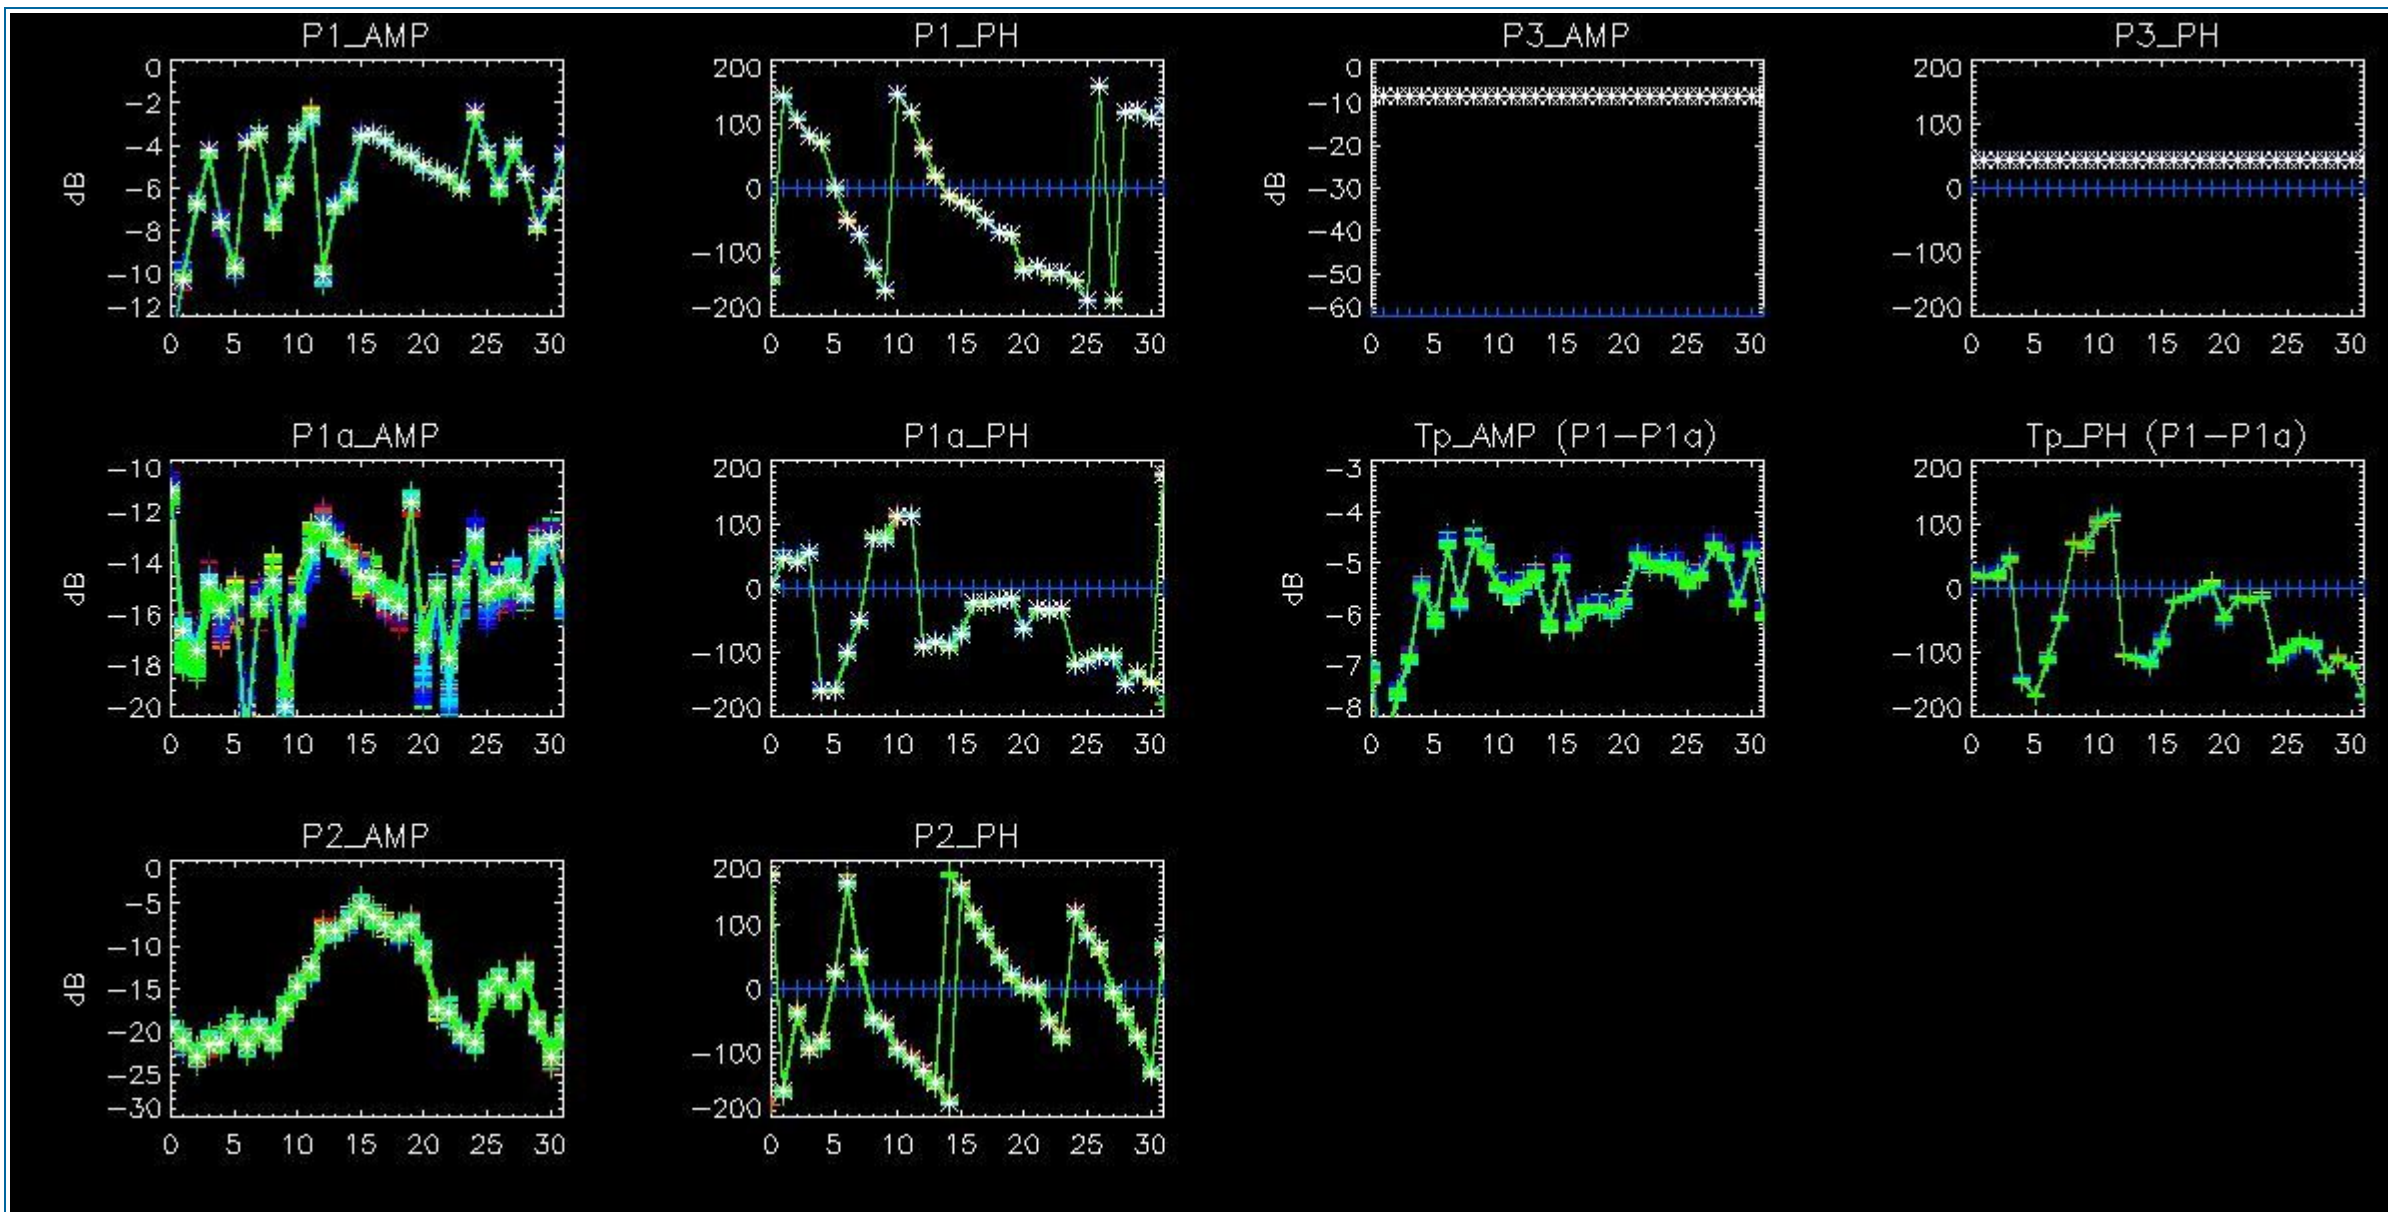 P1_AMP
0
−2
−4
−6
−8
−10
−12
dB
0 5 10 15 20 25 30
P1_PH
200
100
0
−100
−200
0 5 10 15 20 25 30
P3_AMP
0
−10
−20
−30
−40
−50
−60
dB
0 5 10 15 20 25 30
P3_PH
200
100
0
−100
−200
0 5 10 15 20 25 30
P1a_AMP
−10
−12
−14
−16
−18
−20
dB
0 5 10 15 20 25 30
P1a_PH
200
100
0
−100
−200
0 5 10 15 20 25 30
Tp_AMP (P1−P1a)
−3
−4
−5
−6
−7
−8
dB
0 5 10 15 20 25 30
Tp_PH (P1−P1a)
200
100
0
−100
−200
0 5 10 15 20 25 30
P2_AMP
0
−5
−10
−15
−20
−25
−30
dB
0 5 10 15 20 25 30
P2_PH
200
100
0
−100
−200
0 5 10 15 20 25 30